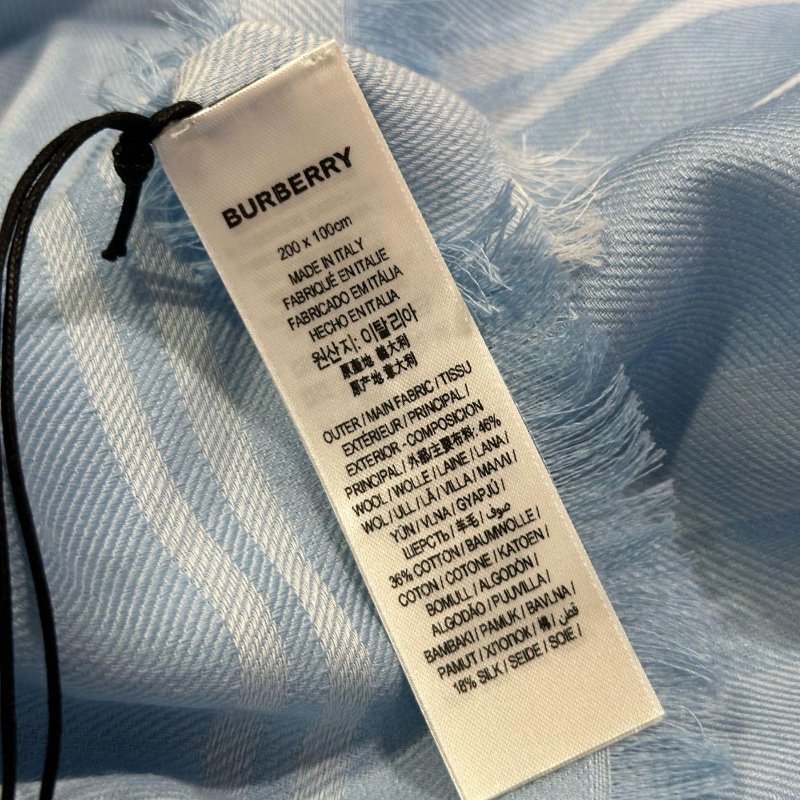 BURBERRY
200 x 100cm
MADE IN ITALY
FABRIQUÉ EN ITALIE
FABRICADO EM ITÁLIA
HECHO EN ITALIA
원산지: 이탈리아
原產地 義大利
原产地 意大利
OUTER / MAIN FABRIC / TISSU
EXTÉRIEUR / PRINCIPAL /
EXTERIOR - COMPOSICION
PRINCIPAL / 外部/主要布料: 46%
WOOL / WOLLE / LAINE / LANA /
WOL / ULL / LÃ / VILLA / ΜΑΛΛΙ /
YÜN / VLNA / GYAPJÚ /
ШЕРСТЬ / 羊毛 / صوف /
36% COTTON / BAUMWOLLE /
COTON / COTONE / KATOEN /
BOMULL / ALGODÓN /
ALGODÃO / PUUVILLA /
BAMBAKI / PAMUK / BAVLNA /
PAMUT / ХЛОПОК / 棉 / قطن /
18% SILK / SEIDE / SOIE /